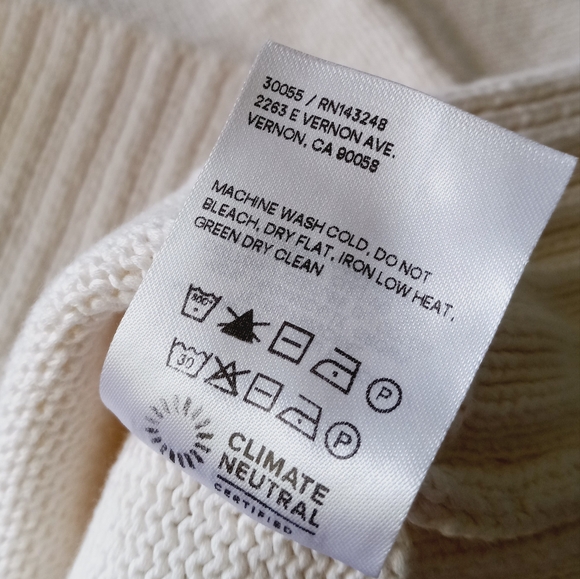 30055 / RN143248
2263 E VERNON AVE.
VERNON, CA 90058
MACHINE WASH COLD, DO NOT
BLEACH, DRY FLAT, IRON LOW HEAT,
GREEN DRY CLEAN
P
30 P
CLIMATE
NEUTRAL
CERTIFIED